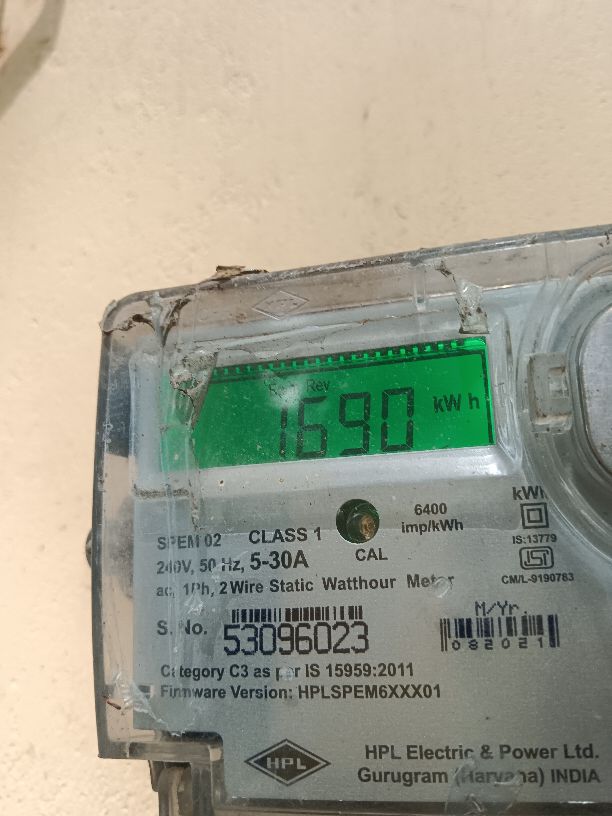 HPL
Rev
1690 kWh
6400
imp/kWh
kWh
SPEM 02 CLASS 1
CAL
IS:13779
240V, 50 Hz, 5-30A
CM/L-9190783
ac, 1Ph, 2 Wire Static Watthour Meter
M/Yr.
S. No. 53096023
082021
Category C3 as per IS 15959:2011
Firmware Version: HPLSPEM6XXX01
HPL
HPL Electric & Power Ltd.
Gurugram (Haryana) INDIA